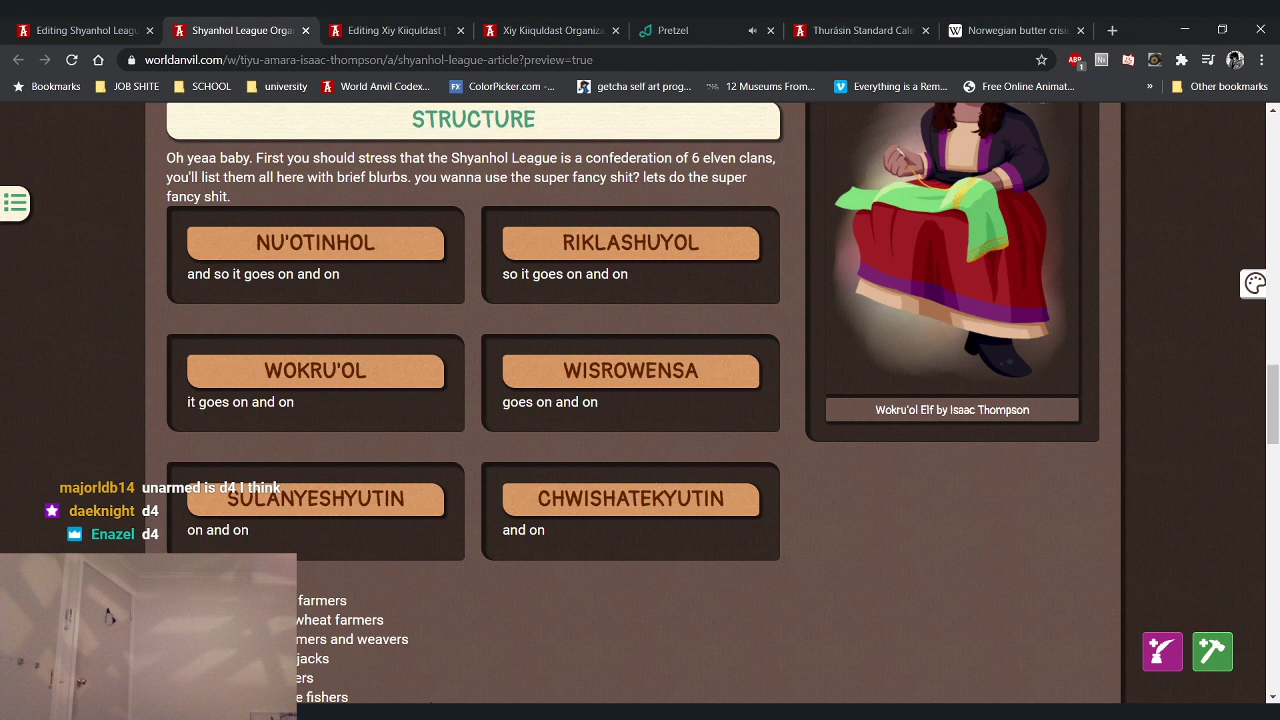 Editing Shyanhol Leagu
Shyanhol League Orga
Editing Xiy Kiiquldast |
Xiy Kiiquldast Organiza
Pretzel
Thurásin Standard Cale
Norwegian butter crisi
worldanvil.com/w/tiyu-amara-isaac-thompson/a/shyanhol-league-article?preview=true
ABP
1
N
Bookmarks
JOB SHITE
SCHOOL
university
World Anvil Codex...
FX
ColorPicker.com -...
getcha self art prog...
12 Museums From...
Everything is a Rem...
Free Online Animat...
»
Other bookmarks
STRUCTURE
Oh yeaa baby. First you should stress that the Shyanhol League is a confederation of 6 elven clans,
you'll list them all here with brief blurbs. you wanna use the super fancy shit? lets do the super
fancy shit.
NU'OTINHOL
and so it goes on and on
RIKLASHUYOL
so it goes on and on
WOKRU'OL
it goes on and on
WISROWENSA
goes on and on
Wokru'ol Elf by Isaac Thompson
SULANYESHYUTIN
on and on
CHWISHATEKYUTIN
and on
majorldb14 unarmed is d4 I think
daeknight d4
Enazel d4
farmers
wheat farmers
mers and weavers
jacks
ers
e fishers